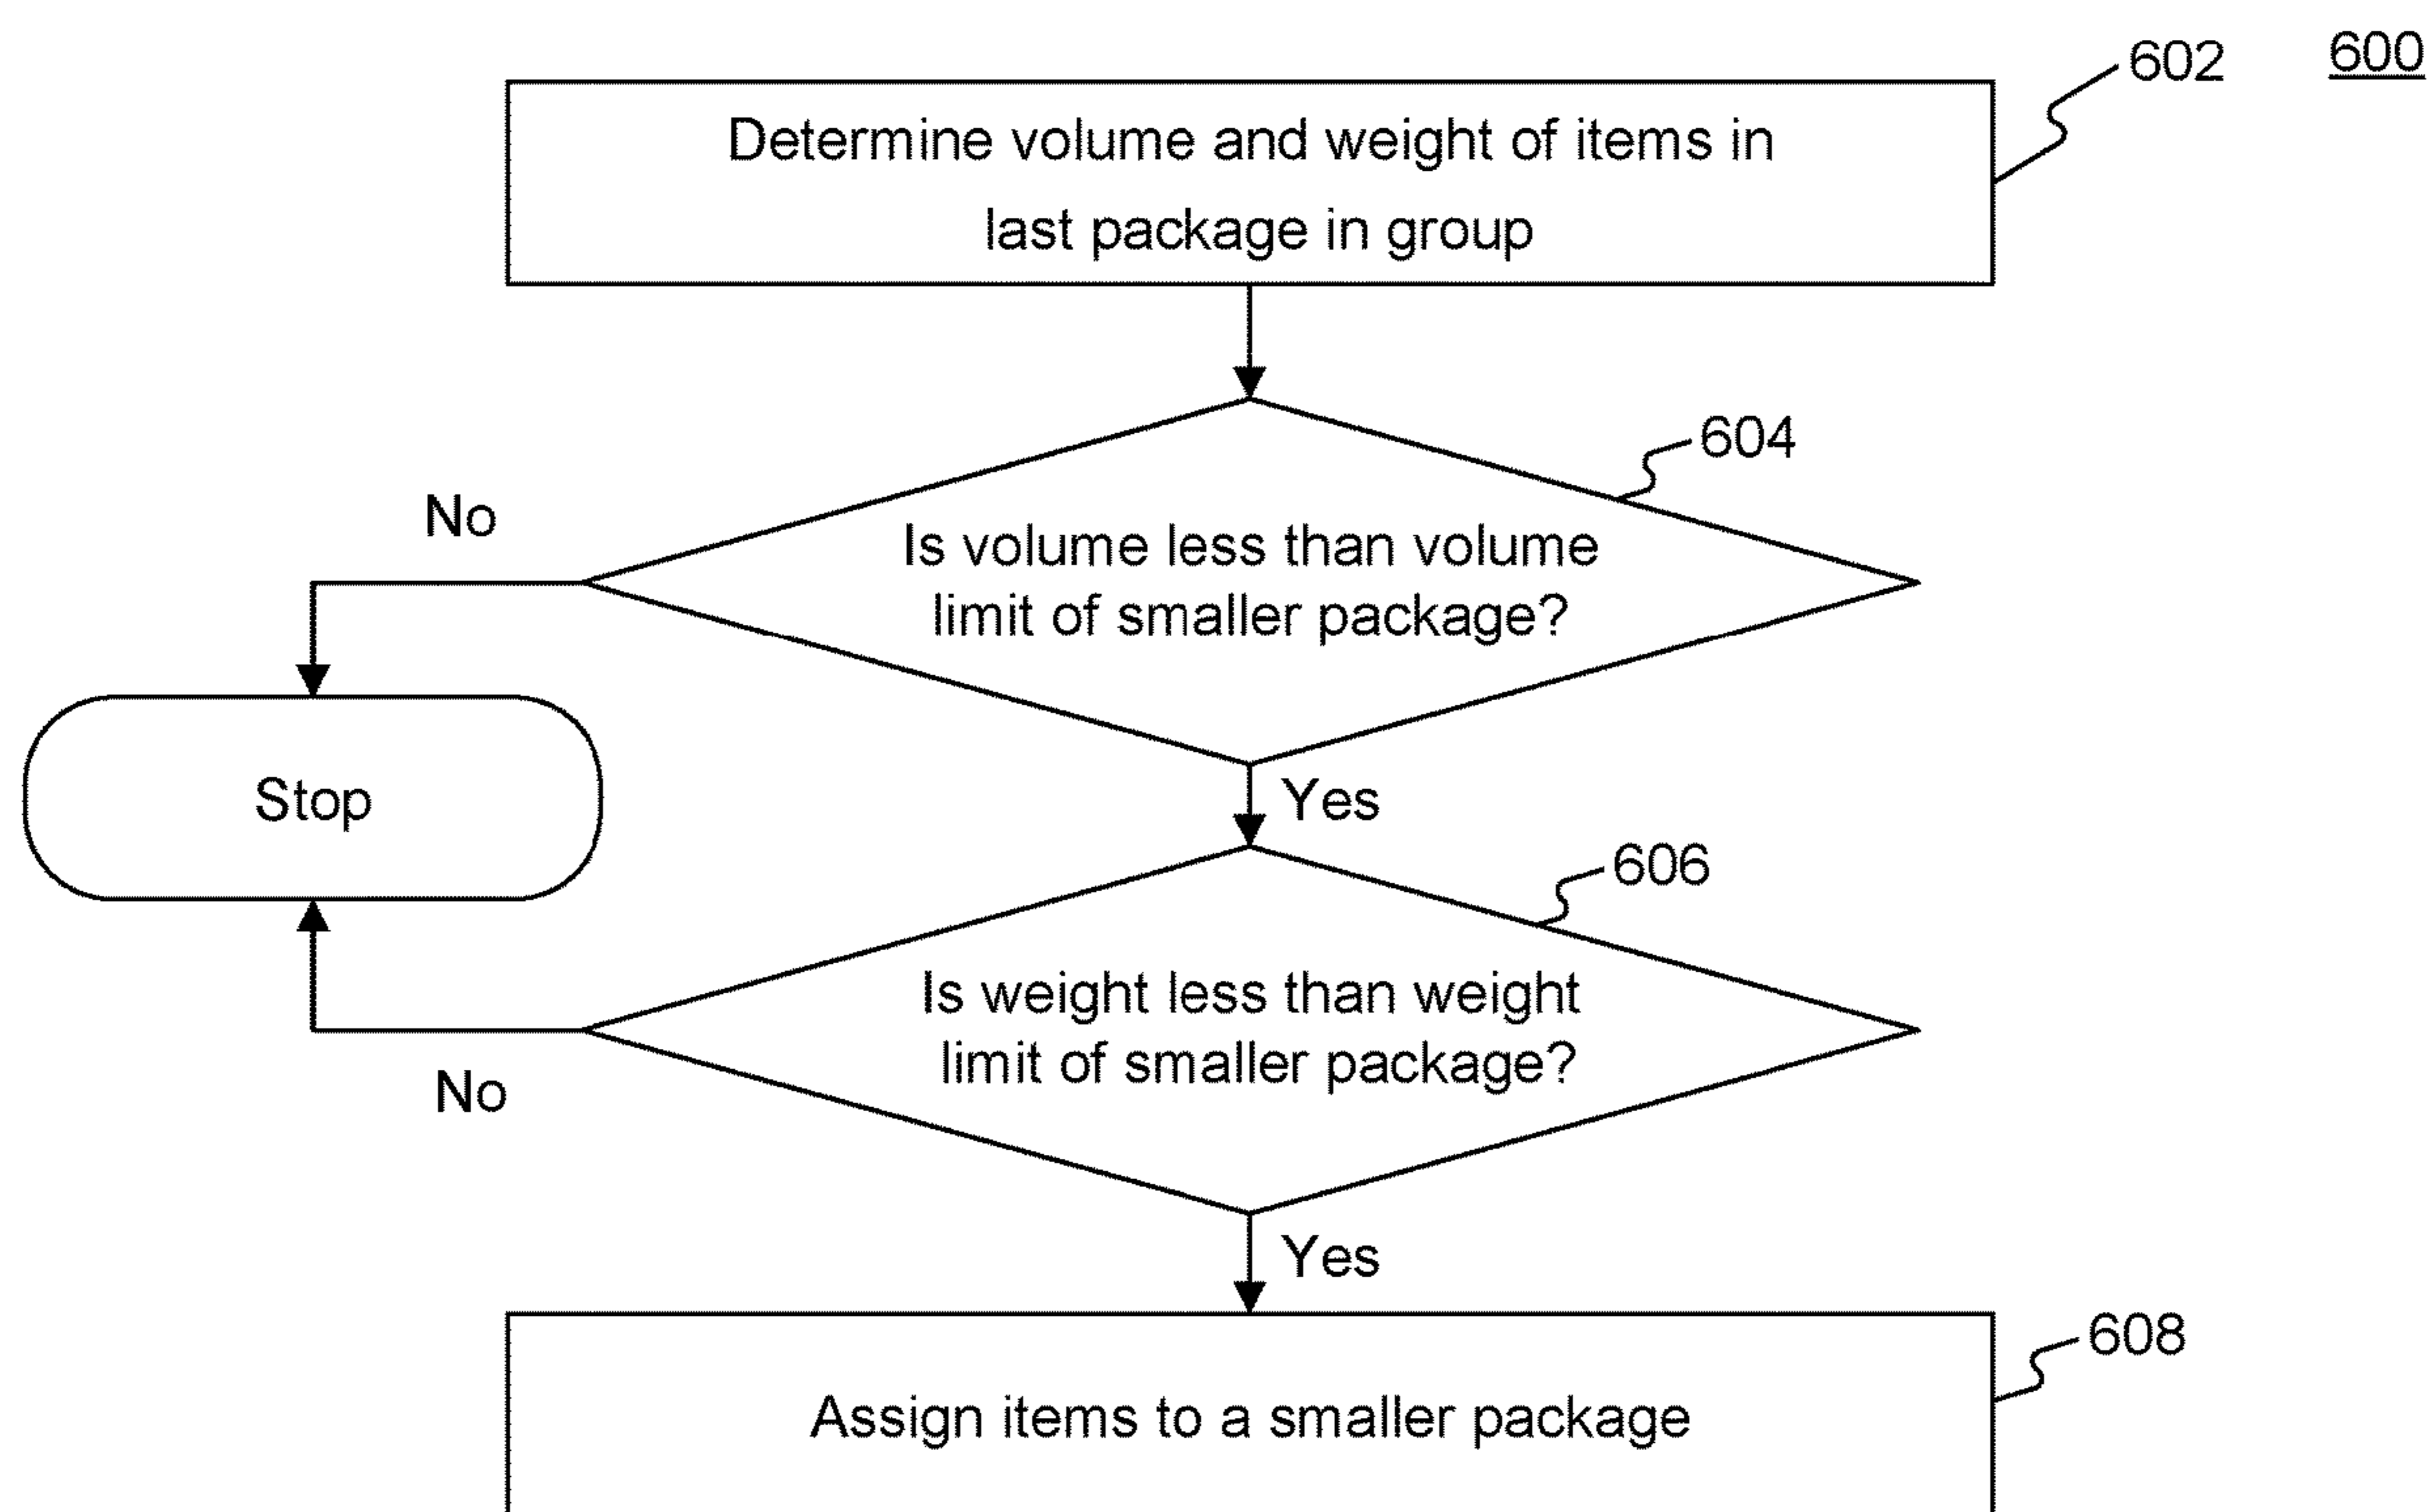 600
602
Determine volume and weight of items in
last package in group
604
No
Is volume less than volume
limit of smaller package?
Stop
Yes
606
Is weight less than weight
limit of smaller package?
No
Yes
608
Assign items to a smaller package